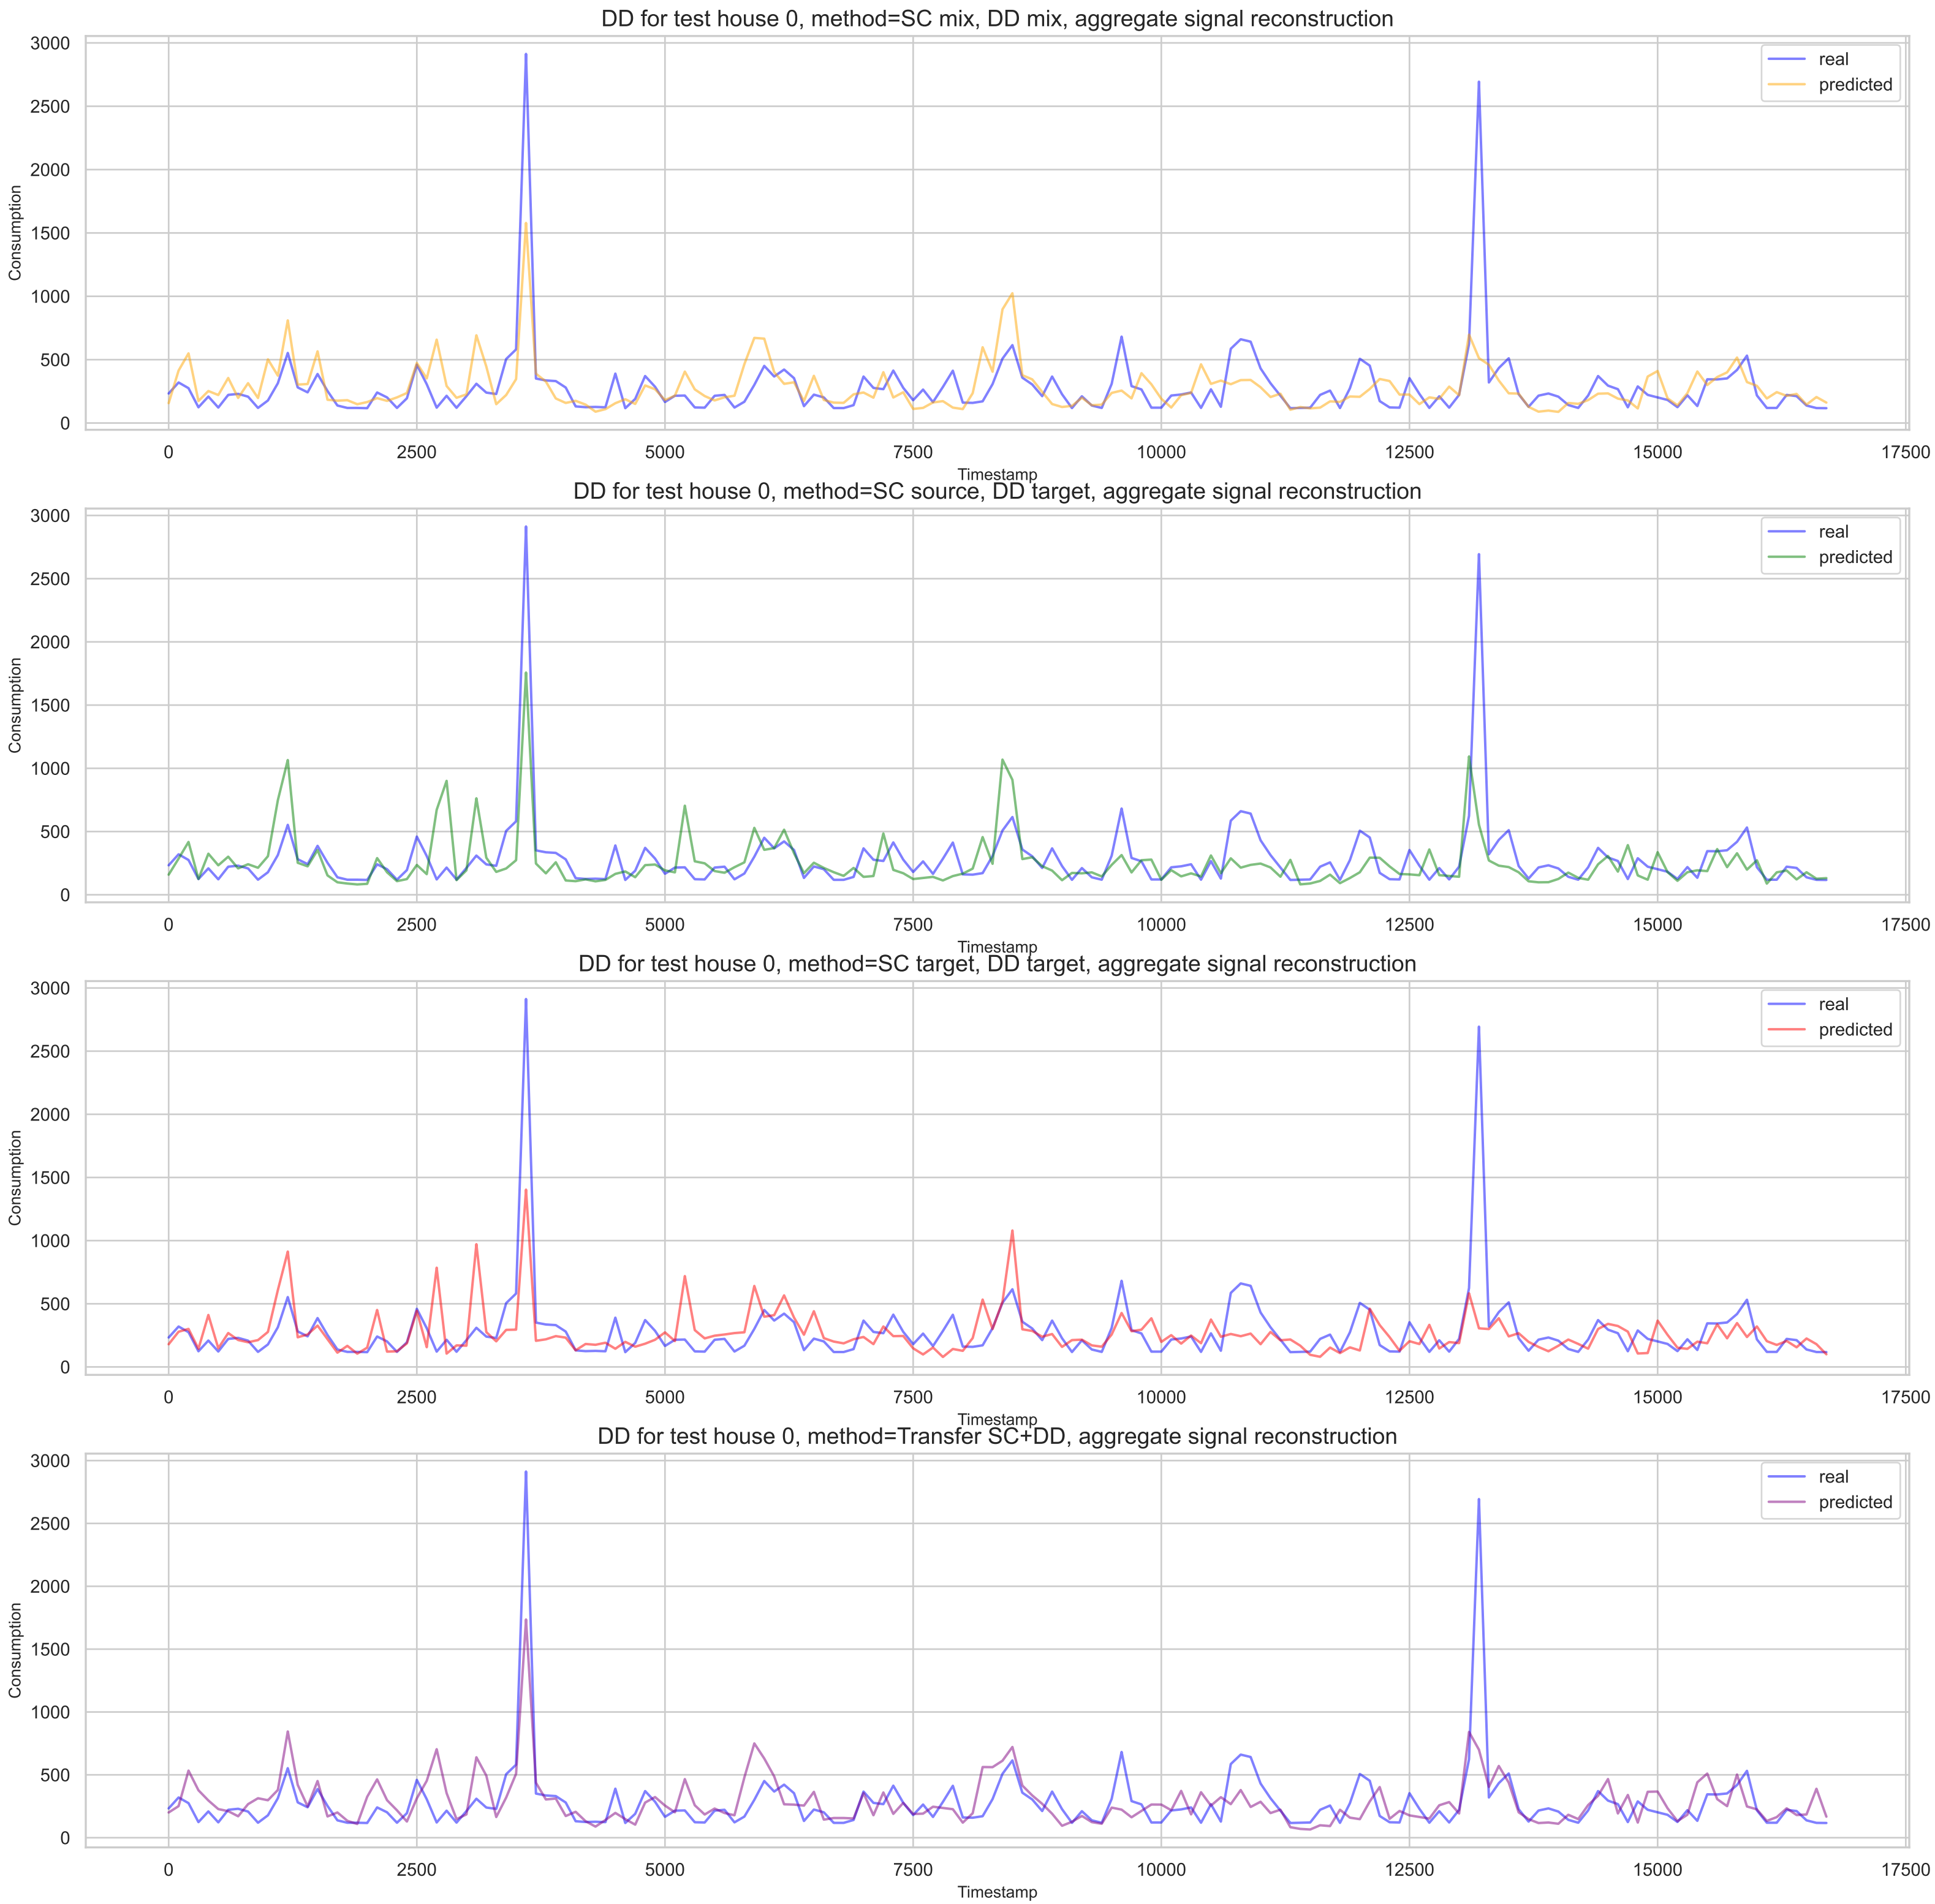 DD for test house 0, method=SC mix, DD mix, aggregate signal reconstruction
3000
2500
2000
1500
1000
500
0
Consumption
real
predicted
0 2500 5000 7500 10000 12500 15000 17500
Timestamp
DD for test house 0, method=SC source, DD target, aggregate signal reconstruction
3000
2500
2000
1500
1000
500
0
Consumption
real
predicted
0 2500 5000 7500 10000 12500 15000 17500
Timestamp
DD for test house 0, method=SC target, DD target, aggregate signal reconstruction
3000
2500
2000
1500
1000
500
0
Consumption
real
predicted
0 2500 5000 7500 10000 12500 15000 17500
Timestamp
DD for test house 0, method=Transfer SC+DD, aggregate signal reconstruction
3000
2500
2000
1500
1000
500
0
Consumption
real
predicted
0 2500 5000 7500 10000 12500 15000 17500
Timestamp